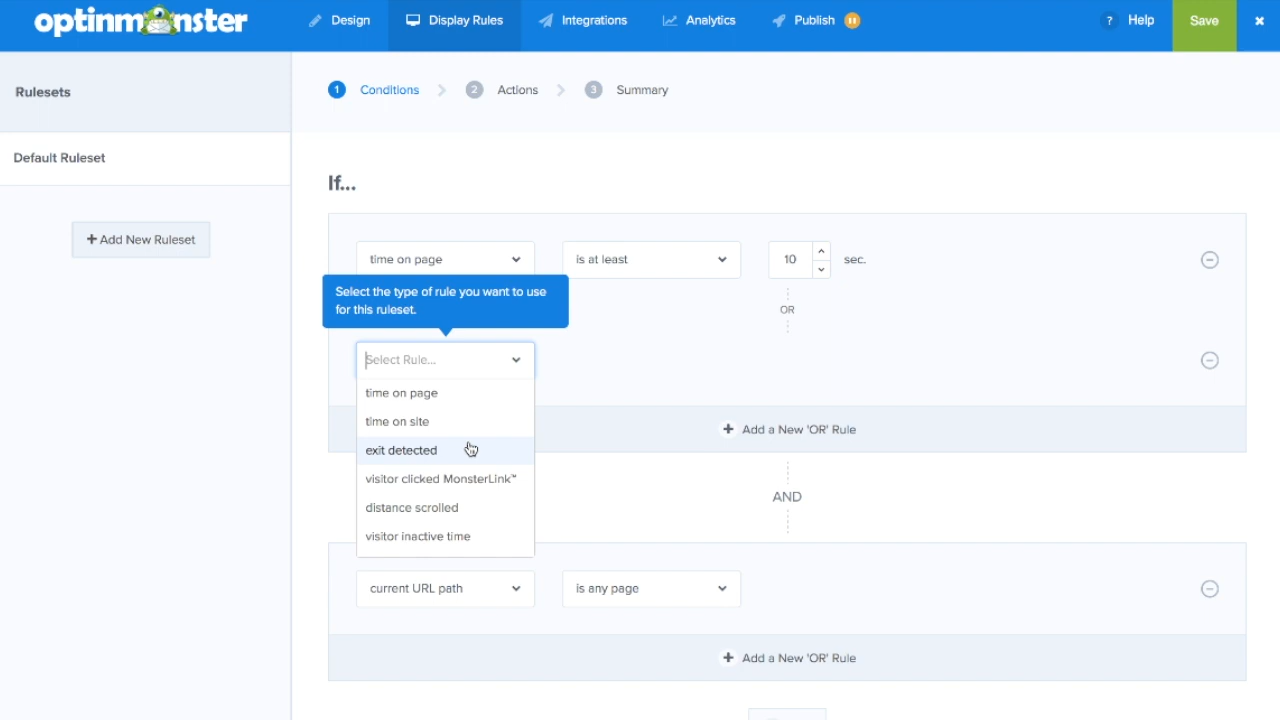 optinmonster
Design
Display Rules
Integrations
Analytics
Publish
? Help
Save
Rulesets
1 Conditions
2 Actions
3 Summary
Default Ruleset
+ Add New Ruleset
If...
time on page
is at least
10
sec.
Select the type of rule you want to use
for this ruleset.
OR
Select Rule...
time on page
time on site
exit detected
visitor clicked MonsterLink™
distance scrolled
visitor inactive time
+ Add a New 'OR' Rule
AND
current URL path
is any page
+ Add a New 'OR' Rule